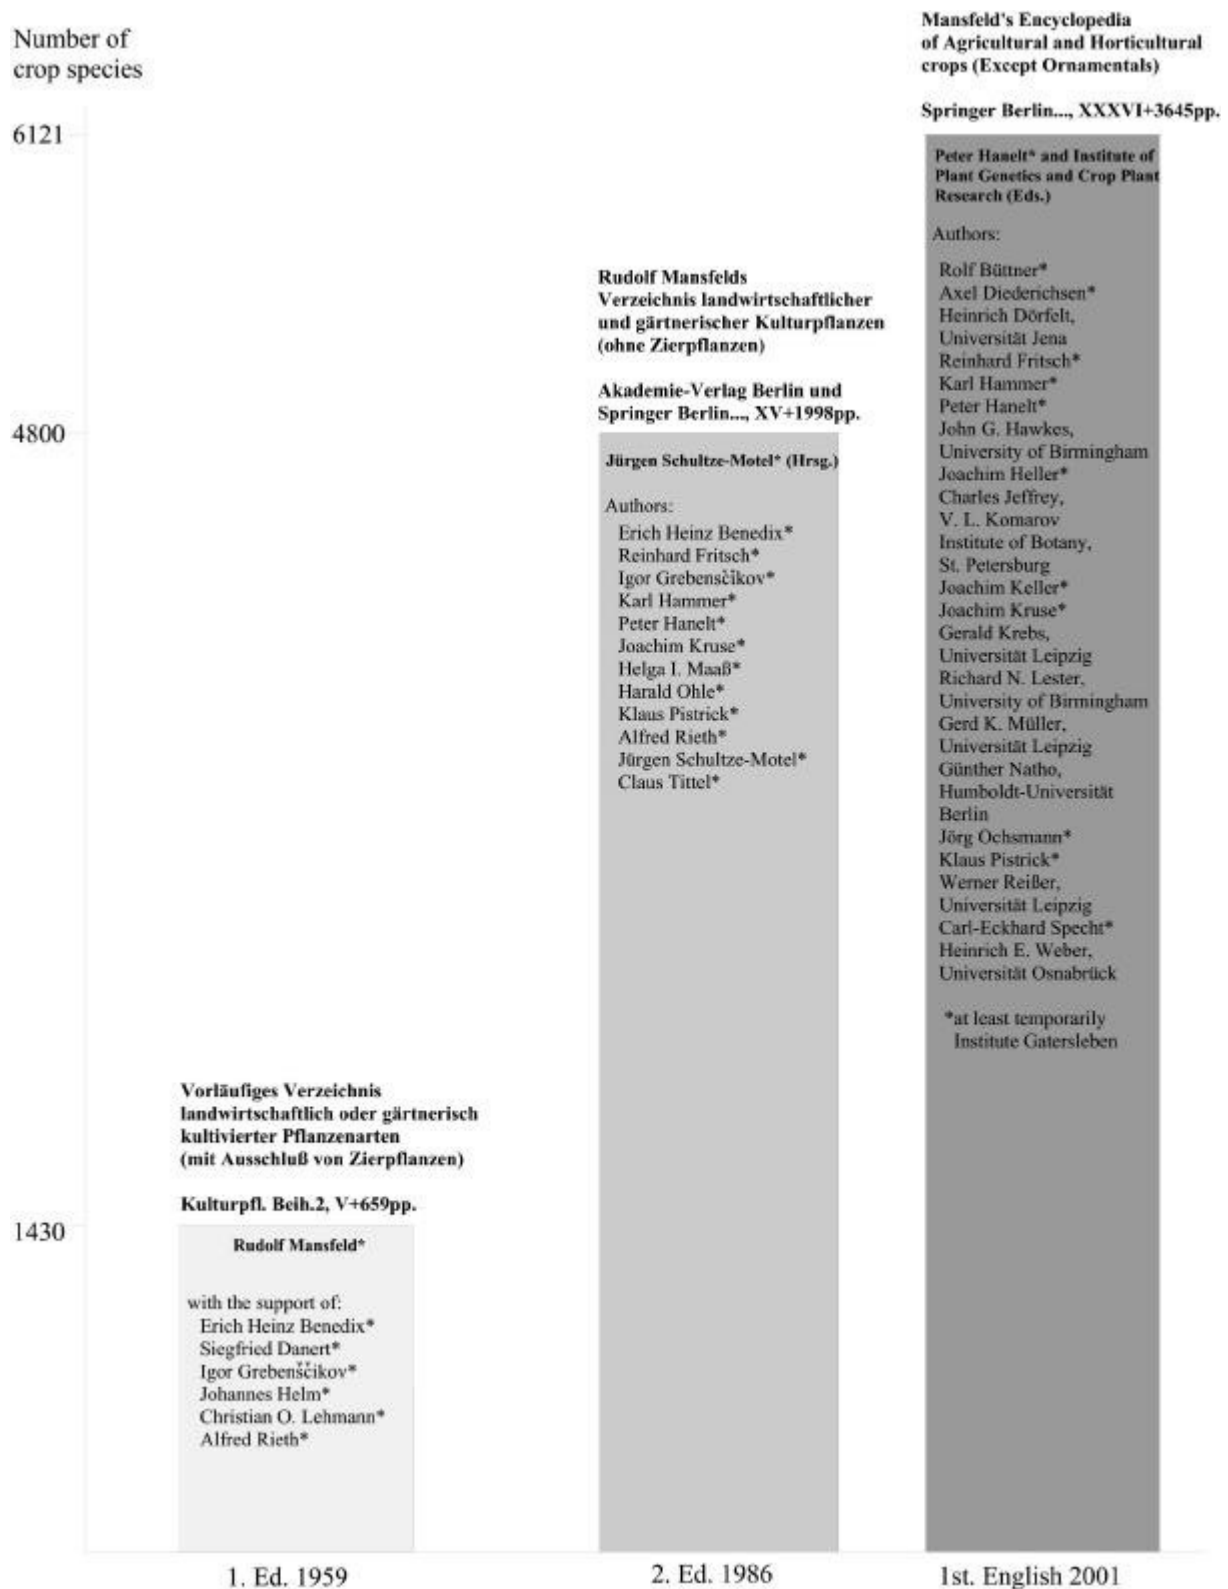 Number of
crop species
6121
4800
1430
Vorläufiges Verzeichnis
landwirtschaftlich oder gärtnerisch
kultivierter Pflanzenarten
(mit Ausschluß von Zierpflanzen)
Kulturpfl. Beih.2, V+659pp.
Rudolf Mansfeld*
with the support of:
Erich Heinz Benedix*
Siegfried Danert*
Igor Grebenščikov*
Johannes Helm*
Christian O. Lehmann*
Alfred Rieth*
1. Ed. 1959
Rudolf Mansfelds
Verzeichnis landwirtschaftlicher
und gärtnerischer Kulturpflanzen
(ohne Zierpflanzen)
Akademie-Verlag Berlin und
Springer Berlin..., XV+1998pp.
Jürgen Schultze-Motel* (Hrsg.)
Authors:
Erich Heinz Benedix*
Reinhard Fritsch*
Igor Grebensčikov*
Karl Hammer*
Peter Hanelt*
Joachim Kruse*
Helga I. Maaß*
Harald Ohle*
Klaus Pistrick*
Alfred Rieth*
Jürgen Schultze-Motel*
Claus Tittel*
2. Ed. 1986
Mansfeld's Encyclopedia
of Agricultural and Horticultural
crops (Except Ornamentals)
Springer Berlin..., XXXVI+3645pp.
Peter Hanelt* and Institute of
Plant Genetics and Crop Plant
Research (Eds.)
Authors:
Rolf Büttner*
Axel Diederichsen*
Heinrich Dörfelt,
Universität Jena
Reinhard Fritsch*
Karl Hammer*
Peter Hanelt*
John G. Hawkes,
University of Birmingham
Joachim Heller*
Charles Jeffrey,
V. L. Komarov
Institute of Botany,
St. Petersburg
Joachim Keller*
Joachim Kruse*
Gerald Krebs,
Universität Leipzig
Richard N. Lester,
University of Birmingham
Gerd K. Müller,
Universität Leipzig
Günther Natho,
Humboldt-Universität
Berlin
Jörg Ochsmann*
Klaus Pistrick*
Werner Reißer,
Universität Leipzig
Carl-Eckhard Specht*
Heinrich E. Weber,
Universität Osnabrück
*at least temporarily
Institute Gatersleben
1st. English 2001